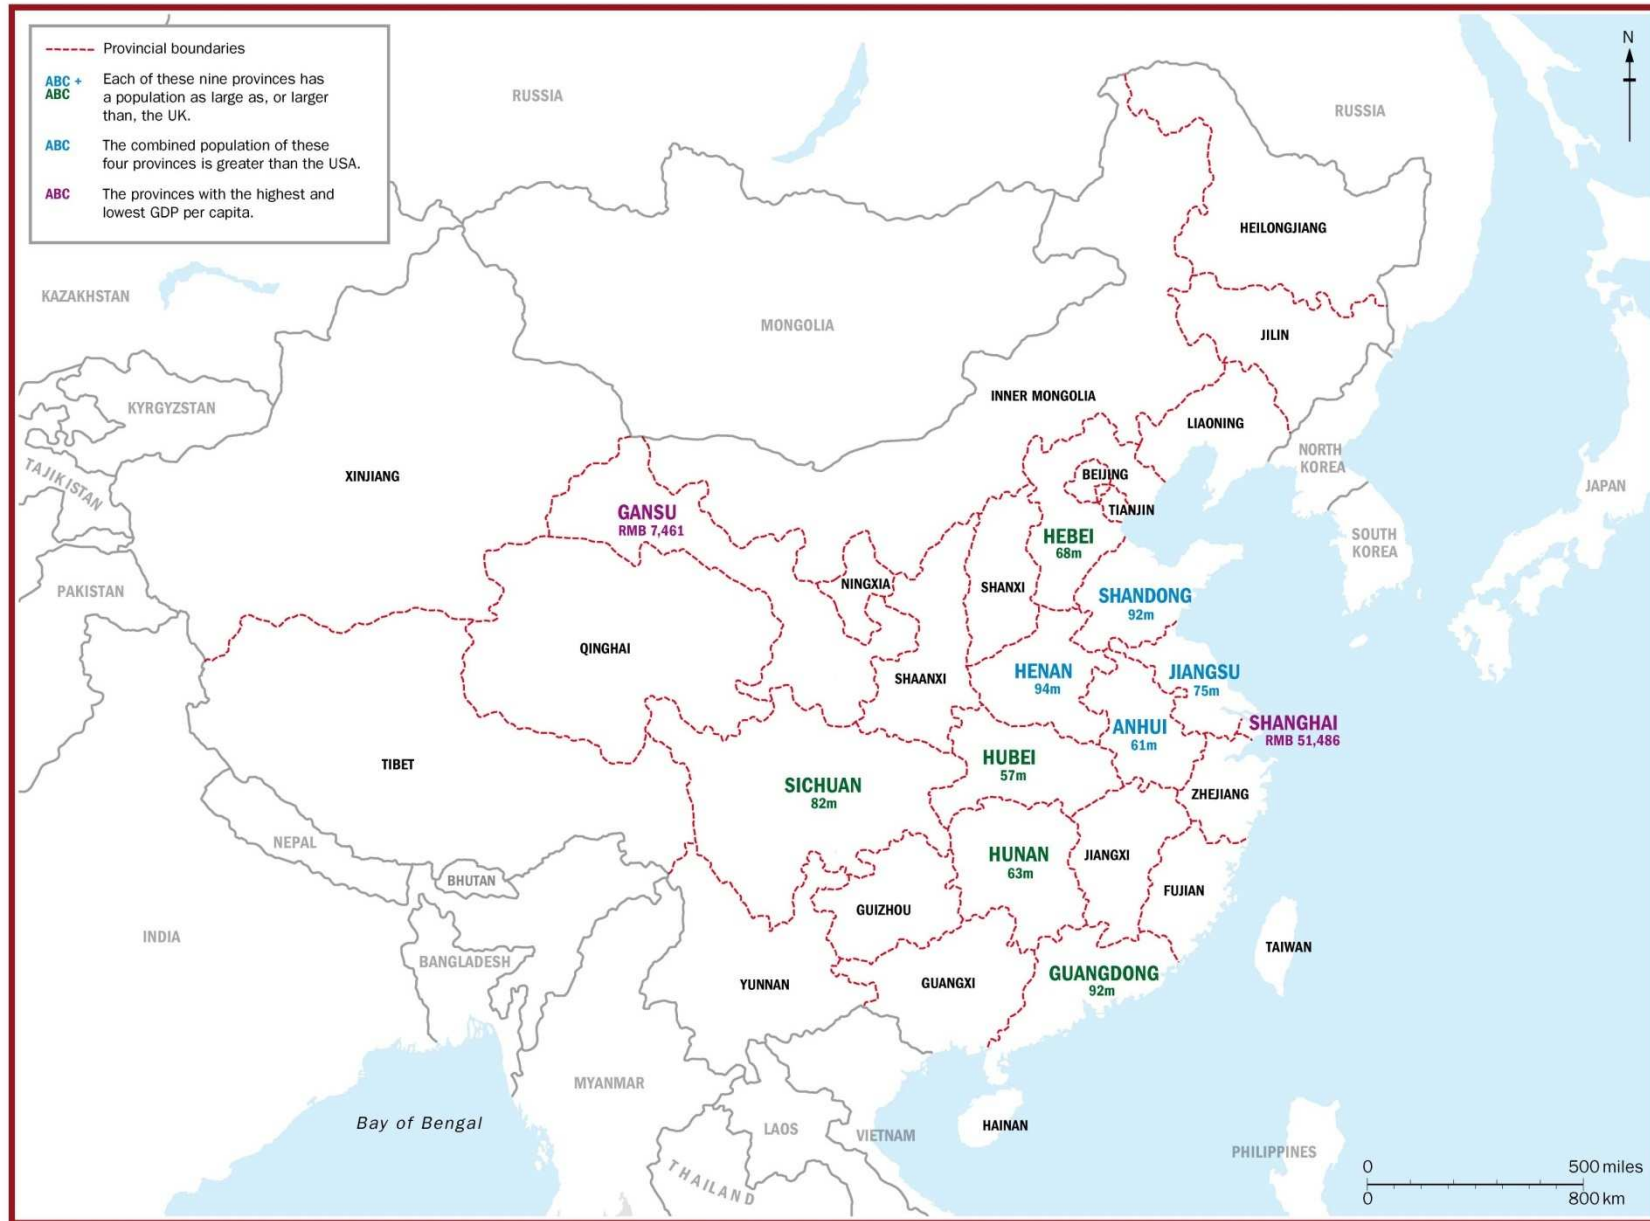 Provincial boundaries
ABC +
ABC
Each of these nine provinces has
a population as large as, or larger
than, the UK.
ABC
The combined population of these
four provinces is greater than the USA.
ABC
The provinces with the highest and
lowest GDP per capita.
N
RUSSIA
RUSSIA
HEILONGJIANG
KAZAKHSTAN
MONGOLIA
JILIN
INNER MONGOLIA
KYRGYZSTAN
LIAONING
NORTH
KOREA
TAJIKISTAN
XINJIANG
BEIJING
JAPAN
GANSU
RMB 7,461
TIANJIN
HEBEI
68m
SOUTH
KOREA
PAKISTAN
NINGXIA
SHANXI
SHANDONG
92m
QINGHAI
SHAANXI
HENAN
94m
JIANGSU
75m
ANHUI
61m
SHANGHAI
RMB 51,486
TIBET
HUBEI
57m
SICHUAN
82m
ZHEJIANG
NEPAL
HUNAN
63m
JIANGXI
BHUTAN
FUJIAN
GUIZHOU
INDIA
TAIWAN
BANGLADESH
YUNNAN
GUANGXI
GUANGDONG
92m
MYANMAR
Bay of Bengal
LAOS
VIETNAM
HAINAN
PHILIPPINES
THAILAND
0 500 miles
0 800 km